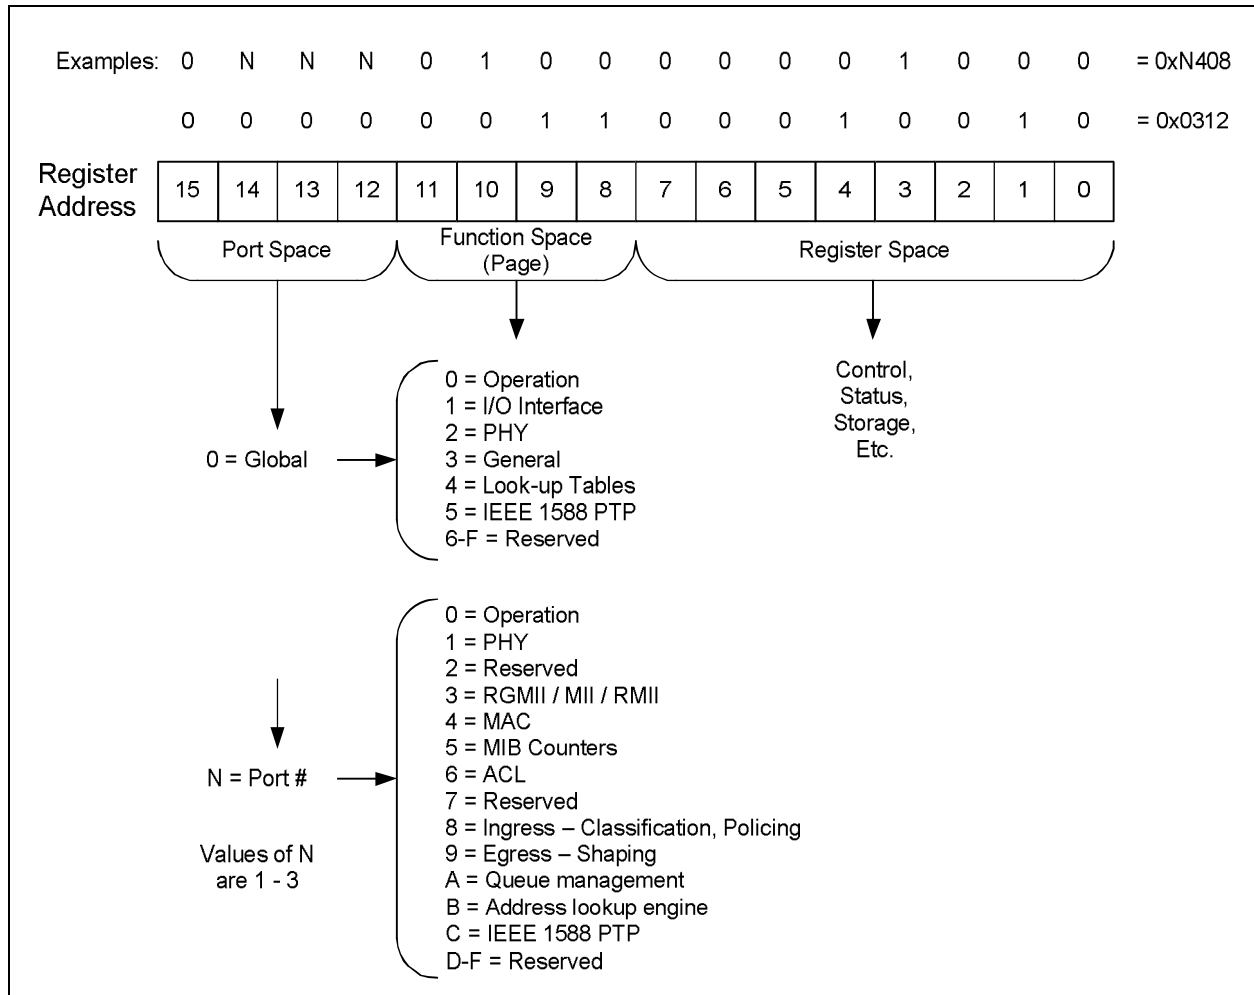 Examples: 0 N N N 0 1 0 0 0 0 0 0 1 0 0 0 = 0xN408
0 0 0 0 0 0 1 1 0 0 0 1 0 0 1 0 = 0x0312
Register
Address
15 14 13 12 11 10 9 8 7 6 5 4 3 2 1 0
Port Space
Function Space
(Page)
Register Space
0 = Global
0 = Operation
1 = I/O Interface
2 = PHY
3 = General
4 = Look-up Tables
5 = IEEE 1588 PTP
6-F = Reserved
Control,
Status,
Storage,
Etc.
N = Port #
Values of N
are 1 - 3
0 = Operation
1 = PHY
2 = Reserved
3 = RGMII / MII / RMII
4 = MAC
5 = MIB Counters
6 = ACL
7 = Reserved
8 = Ingress – Classification, Policing
9 = Egress – Shaping
A = Queue management
B = Address lookup engine
C = IEEE 1588 PTP
D-F = Reserved